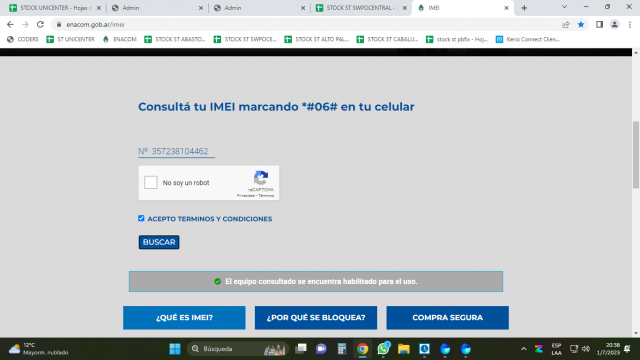 STOCK UNICENTER - Hojas d
Admin
Admin
STOCK ST SWPOCENTRAL -
IMEI
enacom.gob.ar/imei
CODERS
ST UNICENTER
ENACOM
STOCK ST ABASTO...
STOCK ST SWPOCE...
STOCK ST ALTO PAL...
STOCK ST CABALLI...
stock st pbfix - Hoj...
Kerio Connect Clien...
Consultá tu IMEI marcando *#06# en tu celular
Nº 357238104462
No soy un robot
reCAPTCHA
Privacidad - Términos
ACEPTO TERMINOS Y CONDICIONES
BUSCAR
El equipo consultado se encuentra habilitado para el uso.
¿QUÉ ES IMEI?
¿POR QUÉ SE BLOQUEA?
COMPRA SEGURA
12°C
Mayorm. nublado
Búsqueda
ESP
LAA
20:36
1/7/2023